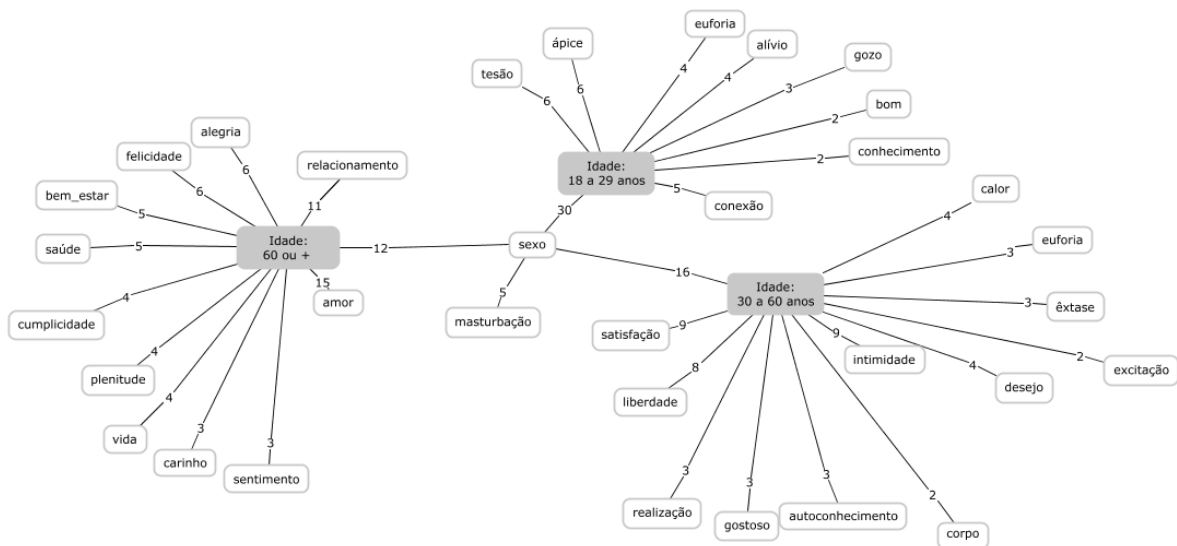 euforia
ápice
alívio
tesão
gozo
6
4
4
6
3
bom
2
Idade:
18 a 29 anos
2
conhecimento
5
conexão
30
alegria
felicidade
relacionamento
6
6
11
bem_estar
5
saúde
5
Idade:
60 ou +
12
sexo
15
amor
4
cumplicidade
4
plenitude
4
vida
3
carinho
3
sentimento
5
masturbação
16
calor
4
euforia
3
Idade:
30 a 60 anos
3
êxtase
satisfação
9
9
intimidade
2
excitação
8
liberdade
4
desejo
3
realização
3
gostoso
3
autoconhecimento
2
corpo